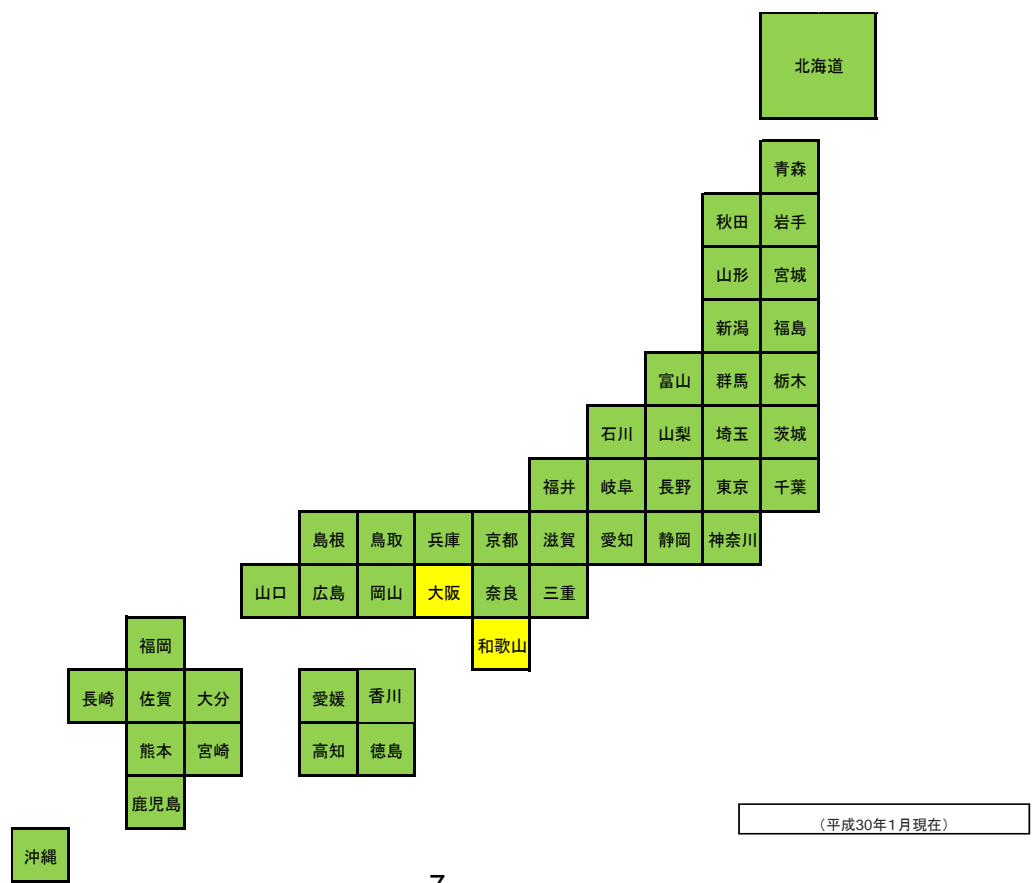 北海道
青森
秋田 岩手
山形 宮城
新潟 福島
富山 群馬 栃木
石川 山梨 埼玉 茨城
福井 岐阜 長野 東京 千葉
島根 鳥取 兵庫 京都 滋賀 愛知 静岡 神奈川
山口 広島 岡山 大阪 奈良 三重
福岡 和歌山
長崎 佐賀 大分 愛媛 香川
熊本 宮崎 高知 徳島
鹿児島
(平成30年1月現在)
沖縄
7